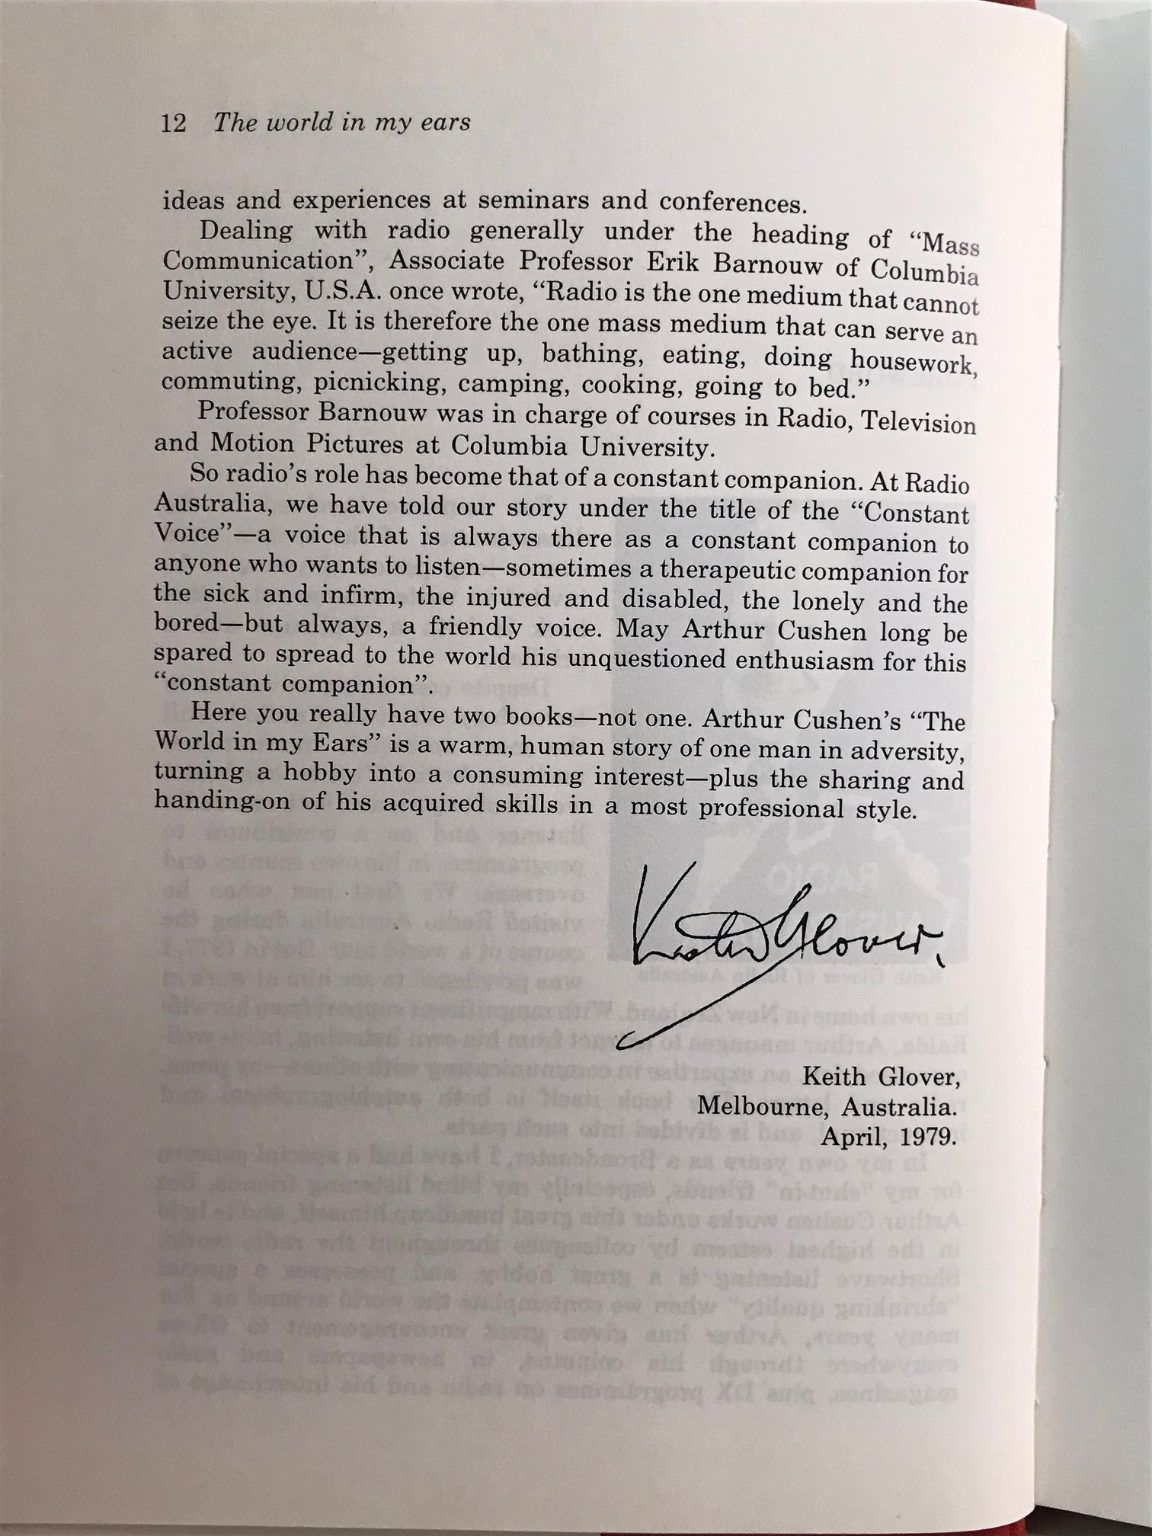 12 The world in my ears
ideas and experiences at seminars and conferences.
Dealing with radio generally under the heading of “Mass
Communication”, Associate Professor Erik Barnouw of Columbia
University, U.S.A. once wrote, “Radio is the one medium that cannot
seize the eye. It is therefore the one mass medium that can serve an
active audience—getting up, bathing, eating, doing housework,
commuting, picnicking, camping, cooking, going to bed.”
Professor Barnouw was in charge of courses in Radio, Television
and Motion Pictures at Columbia University.
So radio’s role has become that of a constant companion. At Radio
Australia, we have told our story under the title of the “Constant
Voice”—a voice that is always there as a constant companion to
anyone who wants to listen—sometimes a therapeutic companion for
the sick and infirm, the injured and disabled, the lonely and the
bored—but always, a friendly voice. May Arthur Cushen long be
spared to spread to the world his unquestioned enthusiasm for this
“constant companion”.
Here you really have two books—not one. Arthur Cushen’s “The
World in my Ears” is a warm, human story of one man in adversity,
turning a hobby into a consuming interest—plus the sharing and
handing-on of his acquired skills in a most professional style.
Keith Glover,
Keith Glover,
Melbourne, Australia.
April, 1979.